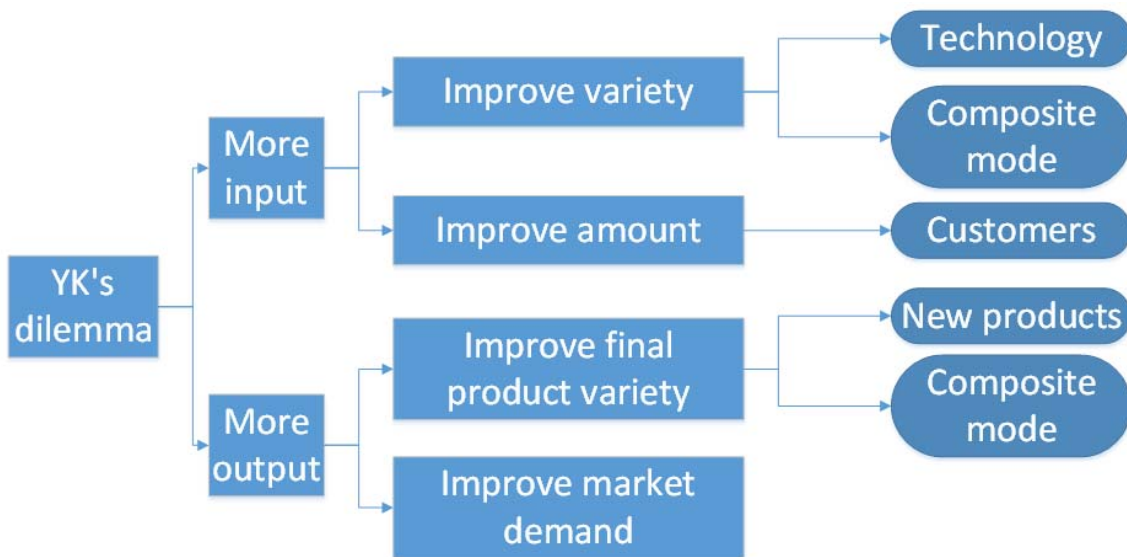 YK's
dilemma
More
input
More
output
Improve variety
Improve amount
Improve final
product variety
Improve market
demand
Technology
Composite
mode
Customers
New products
Composite
mode